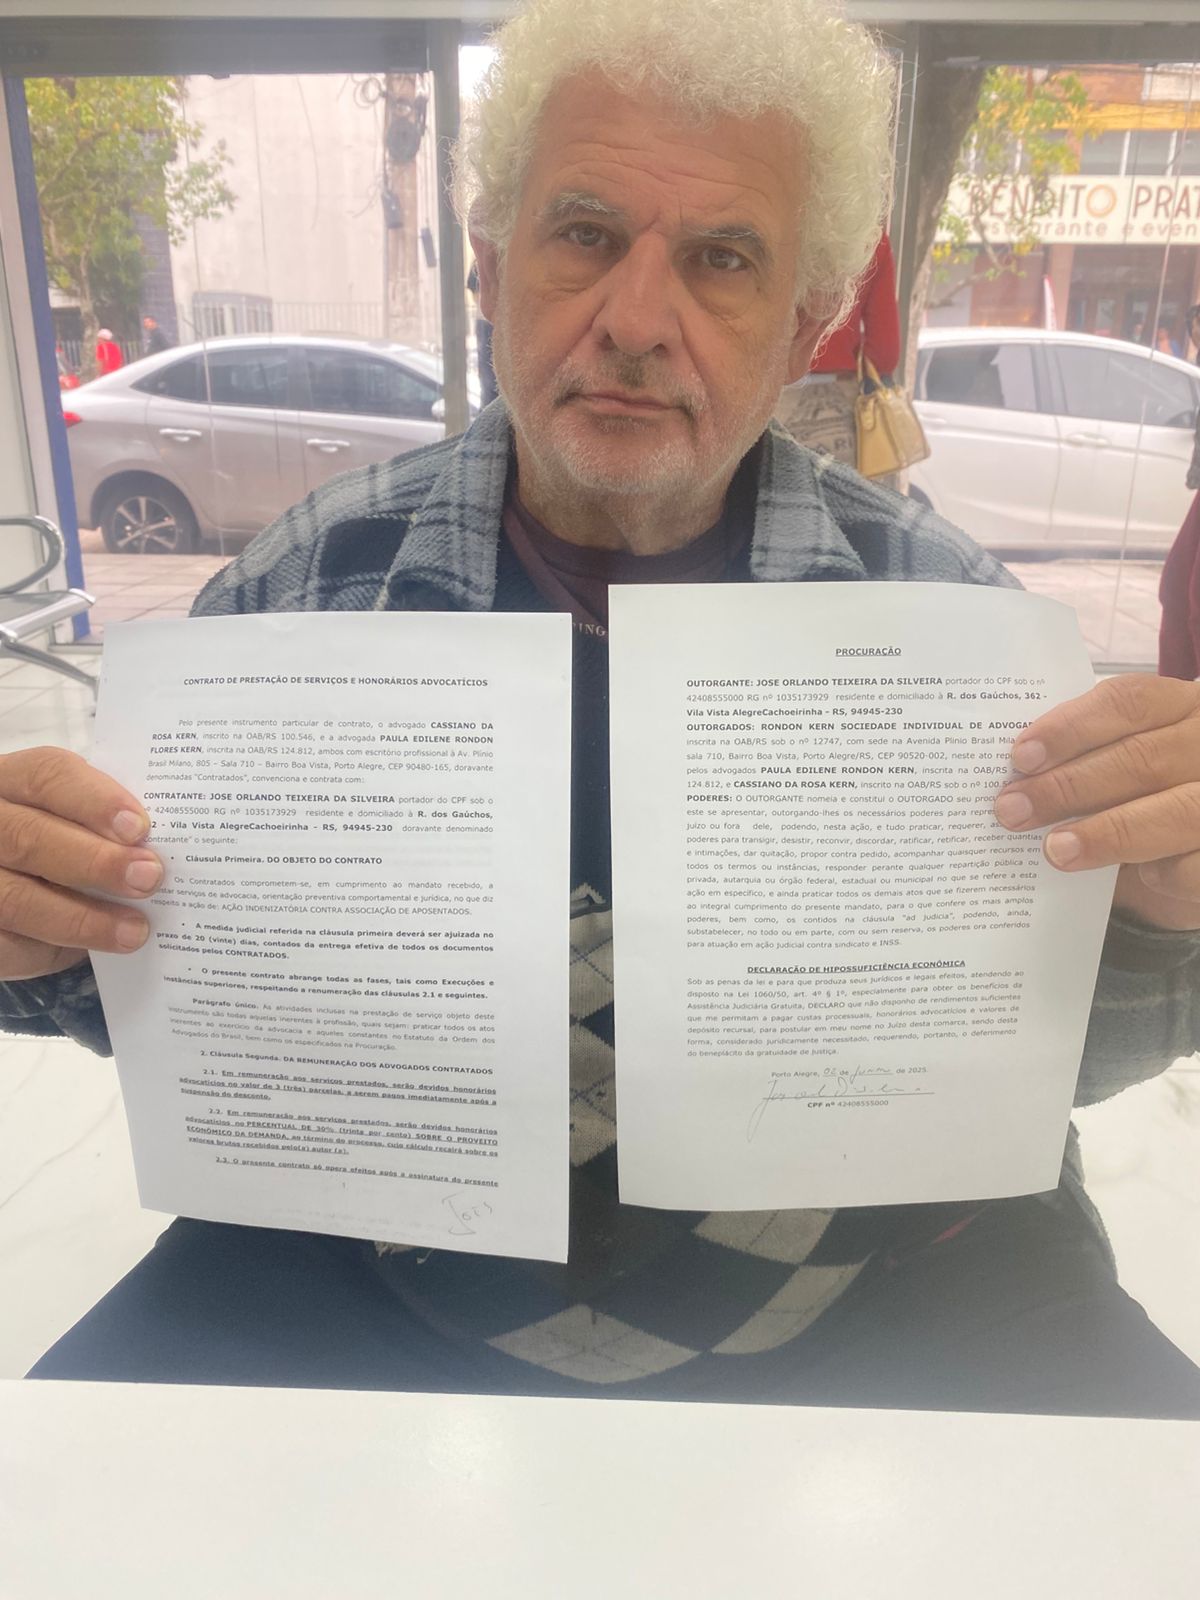 BENDITO PRA
restaurante e even
ING
CONTRATO DE PRESTAÇÃO DE SERVIÇOS E HONORÁRIOS ADVOCATÍCIOS
Pelo presente instrumento particular de contrato, o advogado CASSIANO DA
ROSA KERN, inscrito na OAB/RS 100.546, e a advogada PAULA EDILENE RONDON
FLORES KERN, inscrita na OAB/RS 124.812, ambos com escritório profissional à Av. Plínio
Brasil Milano, 805 – Sala 710 – Bairro Boa Vista, Porto Alegre, CEP 90480-165, doravante
denominadas "Contratados", convenciona e contrata com:
CONTRATANTE: JOSE ORLANDO TEIXEIRA DA SILVEIRA portador do CPF sob o
nº 42408555000 RG nº 1035173929 residente e domiciliado à R. dos Gaúchos,
2 - Vila Vista AlegreCachoeirinha - RS, 94945-230 doravante denominado
Contratante" o seguinte:
• Cláusula Primeira. DO OBJETO DO CONTRATO
Os Contratados comprometem-se, em cumprimento ao mandato recebido, a
star serviços de advocacia, orientação preventiva comportamental e jurídica, no que diz
respeito a ação de: AÇÃO INDENIZATÓRIA CONTRA ASSOCIAÇÃO DE APOSENTADOS.
• A medida judicial referida na cláusula primeira deverá ser ajuizada no
prazo de 20 (vinte) dias, contados da entrega efetiva de todos os documentos
solicitados pelos CONTRATADOS.
• O presente contrato abrange todas as fases, tais como Execuções e
instâncias superiores, respeitando a renumeração das cláusulas 2.1 e seguintes.
Parágrafo único. As atividades inclusas na prestação de serviço objeto deste
instrumento são todas aquelas inerentes à profissão, quais sejam: praticar todos os atos
inerentes ao exercício da advocacia e aqueles constantes no Estatuto da Ordem dos
Advogados do Brasil, bem como os especificados na Procuração.
2. Cláusula Segunda. DA REMUNERAÇÃO DOS ADVOGADOS CONTRATADOS
2.1. Em remuneração aos serviços prestados, serão devidos honorários
advocatícios no valor de 3 (três) parcelas, a serem pagos imediatamente após a
suspensão do desconto.
2.2. Em remuneração aos serviços prestados, serão devidos honorários
advocatícios no PERCENTUAL DE 30% (trinta por cento) SOBRE O PROVEITO
ECONÔMICO DA DEMANDA, ao término do processo, cujo cálculo recairá sobre os
valores brutos recebidos pelo(a) autor (a).
2.3. O presente contrato só opera efeitos após a assinatura do presente
1
PROCURAÇÃO
OUTORGANTE: JOSE ORLANDO TEIXEIRA DA SILVEIRA portador do CPF sob o nº
42408555000 RG nº 1035173929 residente e domiciliado à R. dos Gaúchos, 362 -
Vila Vista AlegreCachoeirinha - RS, 94945-230
OUTORGADOS: RONDON KERN SOCIEDADE INDIVIDUAL DE ADVOGA
inscrita na OAB/RS sob o nº 12747, com sede na Avenida Plinio Brasil Mila
sala 710, Bairro Boa Vista, Porto Alegre/RS, CEP 90520-002, neste ato rep
pelos advogados PAULA EDILENE RONDON KERN, inscrita na OAB/RS s
124.812, e CASSIANO DA ROSA KERN, inscrito na OAB/RS sob o nº 100.5
PODERES: O OUTORGANTE nomeia e constitui o OUTORGADO seu proc
este se apresentar, outorgando-lhes os necessários poderes para repre
juízo ou fora dele, podendo, nesta ação, e tudo praticar, requerer, as
poderes para transigir, desistir, reconvir, discordar, ratificar, retificar, receber quantias
e intimações, dar quitação, propor contra pedido, acompanhar quaisquer recursos em
todos os termos ou instâncias, responder perante qualquer repartição pública ou
privada, autarquia ou órgão federal, estadual ou municipal no que se refere a esta
ação em específico, e ainda praticar todos os demais atos que se fizerem necessários
ao integral cumprimento do presente mandato, para o que confere os mais amplos
poderes, bem como, os contidos na cláusula "ad judicia", podendo, ainda,
substabelecer, no todo ou em parte, com ou sem reserva, os poderes ora conferidos
para atuação em ação judicial contra sindicato e INSS.
DECLARAÇÃO DE HIPOSSUFICIÊNCIA ECONÔMICA
Sob as penas da lei e para que produza seus jurídicos e legais efeitos, atendendo ao
disposto na Lei 1060/50, art. 4º § 1º, especialmente para obter os benefícios da
Assistência Judiciária Gratuita, DECLARO que não disponho de rendimentos suficientes
que me permitam a pagar custas processuais, honorários advocatícios e valores de
depósito recursal, para postular em meu nome no Juízo desta comarca, sendo desta
forma, considerado juridicamente necessitado, requerendo, portanto, o deferimento
do beneplácito da gratuidade de justiça.
Porto Alegre, 02 de junho de 2025
CPF nº 42408555000
1